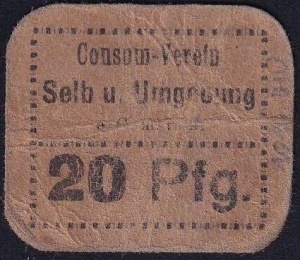 Consum-Verein
Selb u. Umgebung
e. G. m. b. H.
20 Pfg.